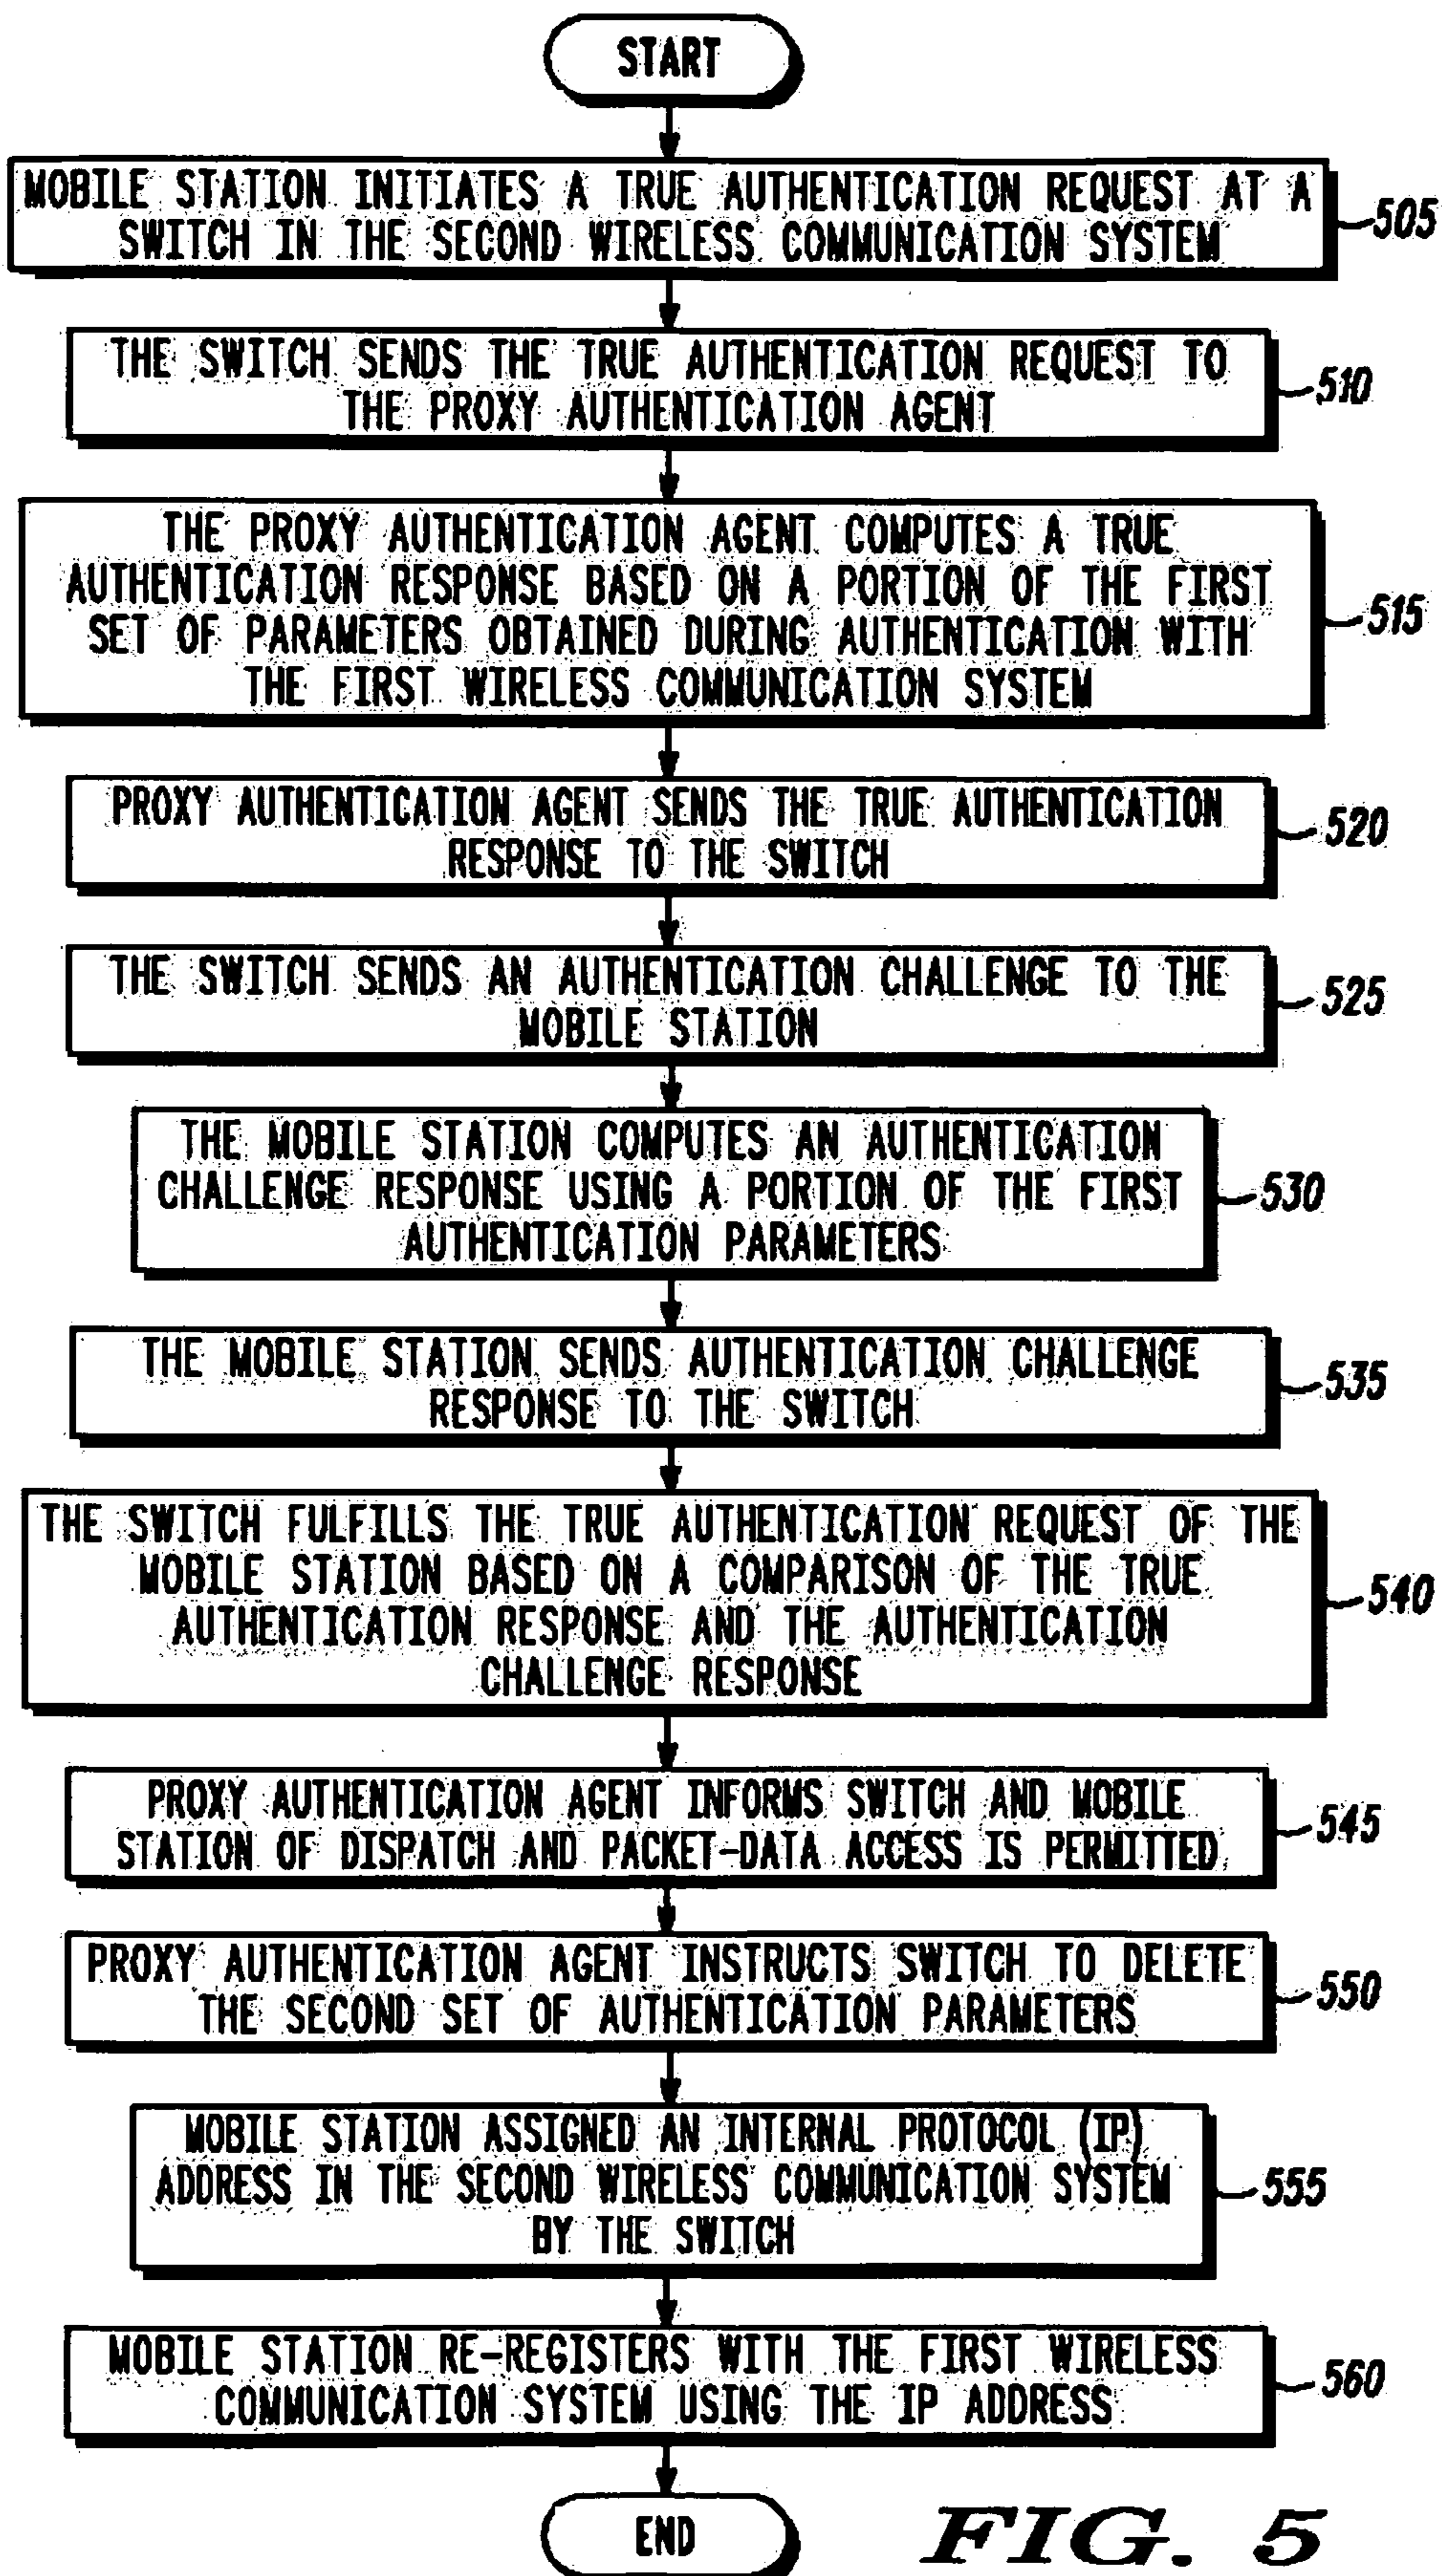 START
MOBILE STATION INITIATES A TRUE AUTHENTICATION REQUEST AT A
SWITCH IN THE SECOND WIRELESS COMMUNICATION SYSTEM
505
THE SWITCH SENDS THE TRUE AUTHENTICATION REQUEST TO
THE PROXY AUTHENTICATION AGENT
510
THE PROXY AUTHENTICATION AGENT COMPUTES A TRUE
AUTHENTICATION RESPONSE BASED ON A PORTION OF THE FIRST
SET OF PARAMETERS OBTAINED DURING AUTHENTICATION WITH
THE FIRST WIRELESS COMMUNICATION SYSTEM
515
PROXY AUTHENTICATION AGENT SENDS THE TRUE AUTHENTICATION
RESPONSE TO THE SWITCH
520
THE SWITCH SENDS AN AUTHENTICATION CHALLENGE TO THE
MOBILE STATION
525
THE MOBILE STATION COMPUTES AN AUTHENTICATION
CHALLENGE RESPONSE USING A PORTION OF THE FIRST
AUTHENTICATION PARAMETERS
530
THE MOBILE STATION SENDS AUTHENTICATION CHALLENGE
RESPONSE TO THE SWITCH
535
THE SWITCH FULFILLS THE TRUE AUTHENTICATION REQUEST OF THE
MOBILE STATION BASED ON A COMPARISON OF THE TRUE
AUTHENTICATION RESPONSE AND THE AUTHENTICATION
CHALLENGE RESPONSE
540
PROXY AUTHENTICATION AGENT INFORMS SWITCH AND MOBILE
STATION OF DISPATCH AND PACKET-DATA ACCESS IS PERMITTED
545
PROXY AUTHENTICATION AGENT INSTRUCTS SWITCH TO DELETE
THE SECOND SET OF AUTHENTICATION PARAMETERS
550
MOBILE STATION ASSIGNED AN INTERNAL PROTOCOL (IP)
ADDRESS IN THE SECOND WIRELESS COMMUNICATION SYSTEM
BY THE SWITCH
555
MOBILE STATION RE-REGISTERS WITH THE FIRST WIRELESS
COMMUNICATION SYSTEM USING THE IP ADDRESS
560
END
FIG. 5